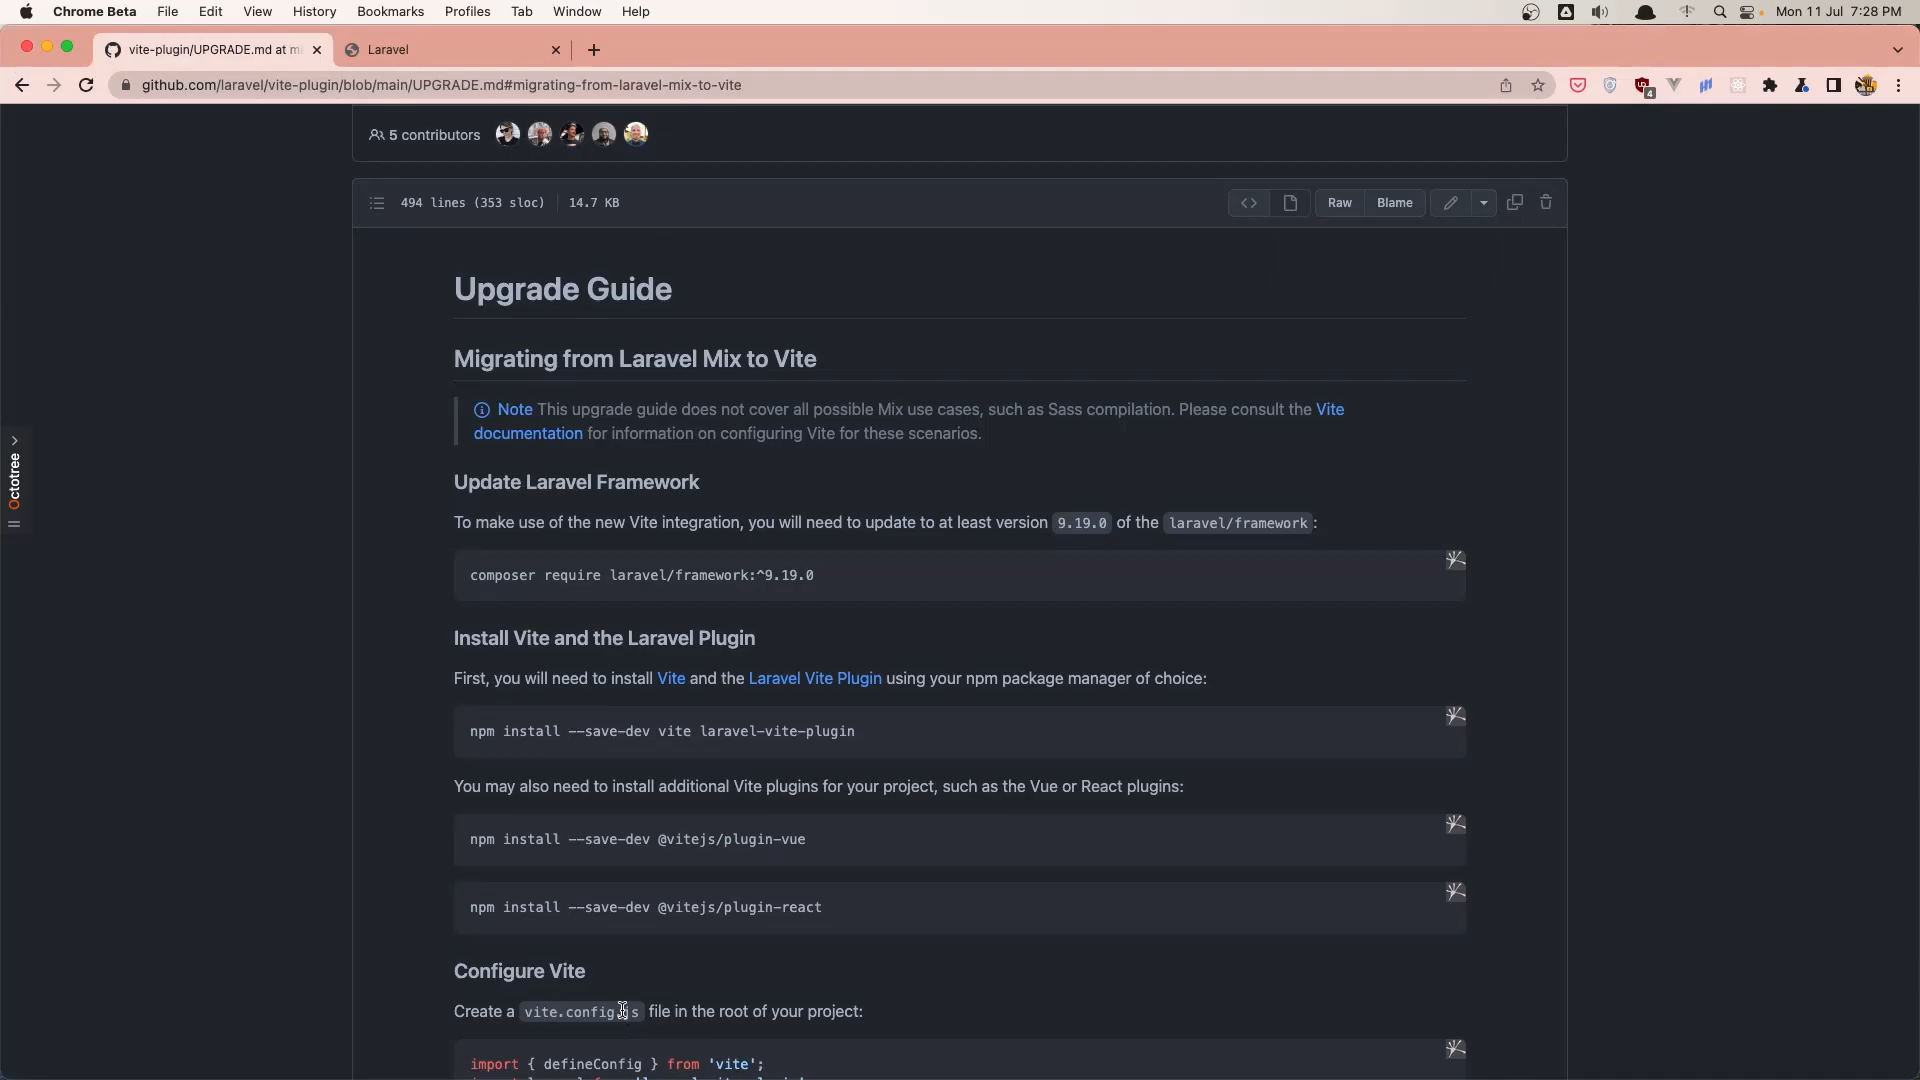 Chrome Beta File Edit View History Bookmarks Profiles Tab Window Help Mon 11 Jul 7:28 PM
vite-plugin/UPGRADE.md at m Laravel
github.com/laravel/vite-plugin/blob/main/UPGRADE.md#migrating-from-laravel-mix-to-vite 4
5 contributors
494 lines (353 sloc) 14.7 KB <> Raw Blame
Upgrade Guide
Migrating from Laravel Mix to Vite
Note This upgrade guide does not cover all possible Mix use cases, such as Sass compilation. Please consult the Vite
documentation for information on configuring Vite for these scenarios.
Octotree
Update Laravel Framework
To make use of the new Vite integration, you will need to update to at least version 9.19.0 of the laravel/framework:
composer require laravel/framework:^9.19.0
Install Vite and the Laravel Plugin
First, you will need to install Vite and the Laravel Vite Plugin using your npm package manager of choice:
npm install --save-dev vite laravel-vite-plugin
You may also need to install additional Vite plugins for your project, such as the Vue or React plugins:
npm install --save-dev @vitejs/plugin-vue
npm install --save-dev @vitejs/plugin-react
Configure Vite
Create a vite.config.js file in the root of your project:
import { defineConfig } from 'vite';